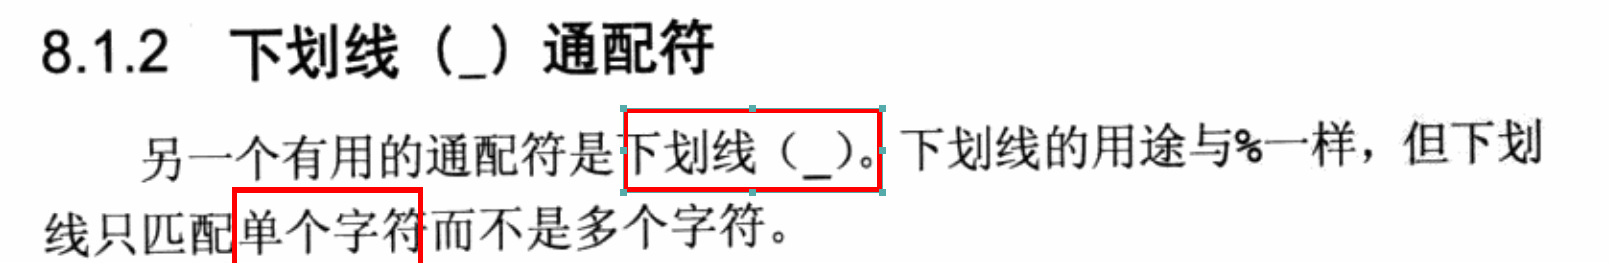 8.1.2 下划线（_）通配符
另一个有用的通配符是下划线（_）。下划线的用途与%一样，但下划
线只匹配单个字符而不是多个字符。